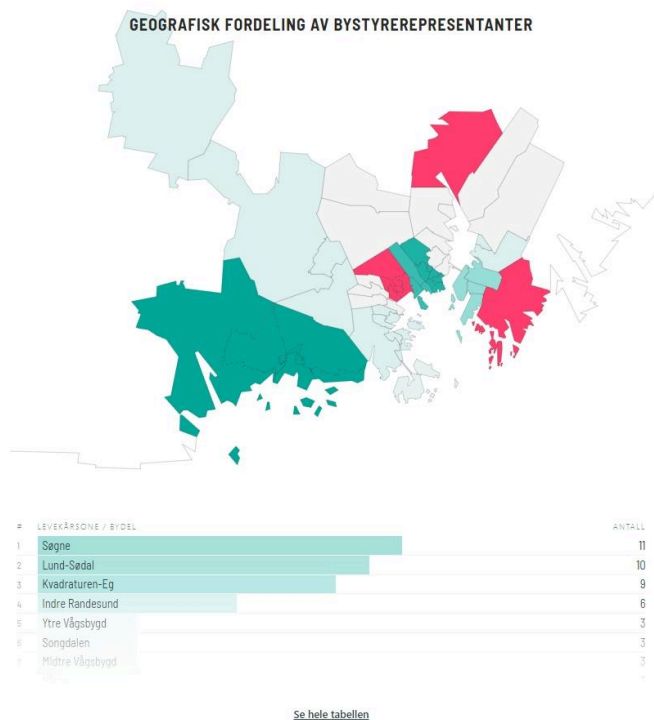 GEOGRAFISK FORDELING AV BYSTYREREPRESENTANTER
# LEVEKÅRSONE / BYDEL ANTALL
1 Søgne 11
2 Lund-Sødal 10
3 Kvadraturen-Eg 9
4 Indre Randesund 6
5 Ytre Vågsbygd 3
6 Songdalen 3
7 Midtre Vågsbygd 3
Se hele tabellen